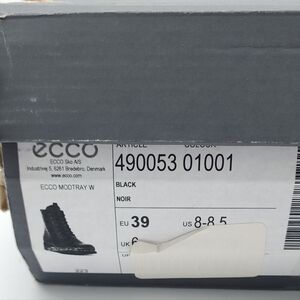 ecco
ECCO Sko A/S
Industrivej 5, 6261 Bredebro, Denmark
www.ecco.com
ECCO MODTRAY W
ARTICLE COLOUR
490053 01001
BLACK
NOIR
EU 39 US 8-8.5
UK 6